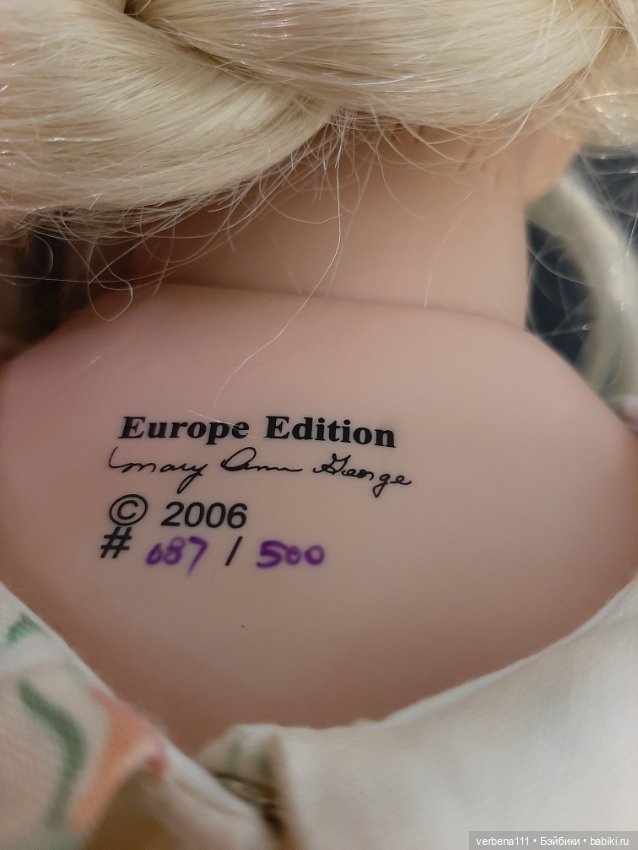 Europe Edition
Mary Ann George
© 2006
# 087 / 500
verbena111 • Бэйбики • babiki.ru